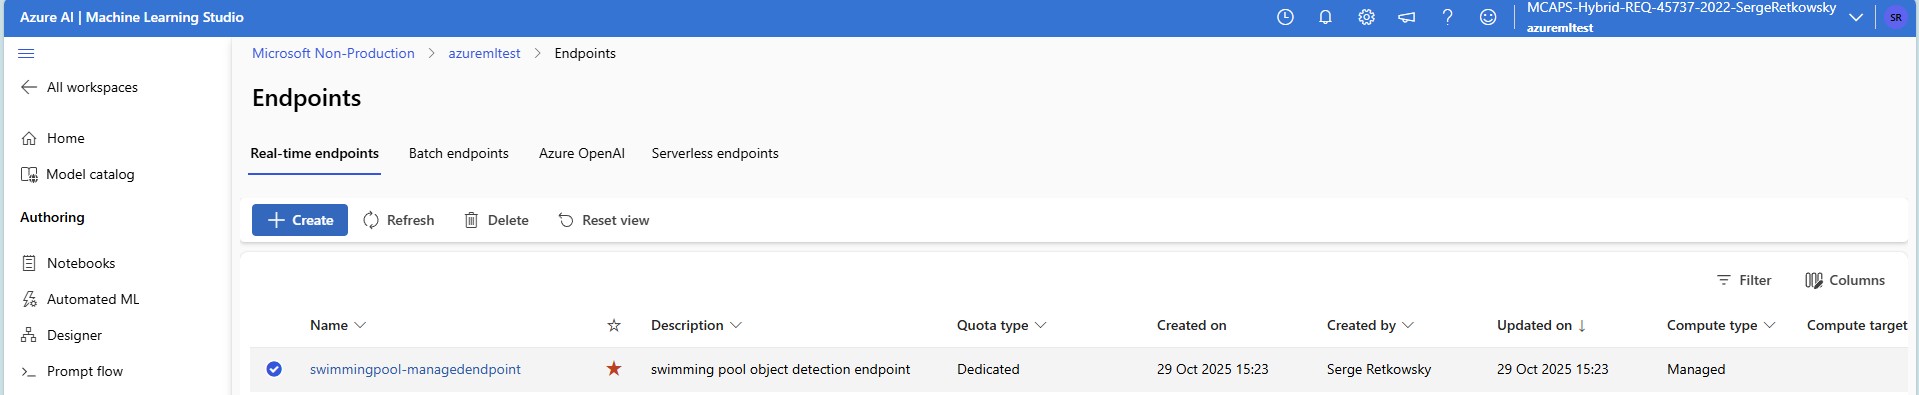 Azure AI | Machine Learning Studio
MCAPS-Hybrid-REQ-45737-2022-SergeRetkowsky
azuremltest
SR
All workspaces
Home
Model catalog
Authoring
Notebooks
Automated ML
Designer
Prompt flow
Microsoft Non-Production > azuremltest > Endpoints
Endpoints
Real-time endpoints Batch endpoints Azure OpenAI Serverless endpoints
Create Refresh Delete Reset view
Filter Columns
Name Description Quota type Created on Created by Updated on ↓ Compute type Compute target
swimmingpool-managedendpoint swimming pool object detection endpoint Dedicated 29 Oct 2025 15:23 Serge Retkowsky 29 Oct 2025 15:23 Managed